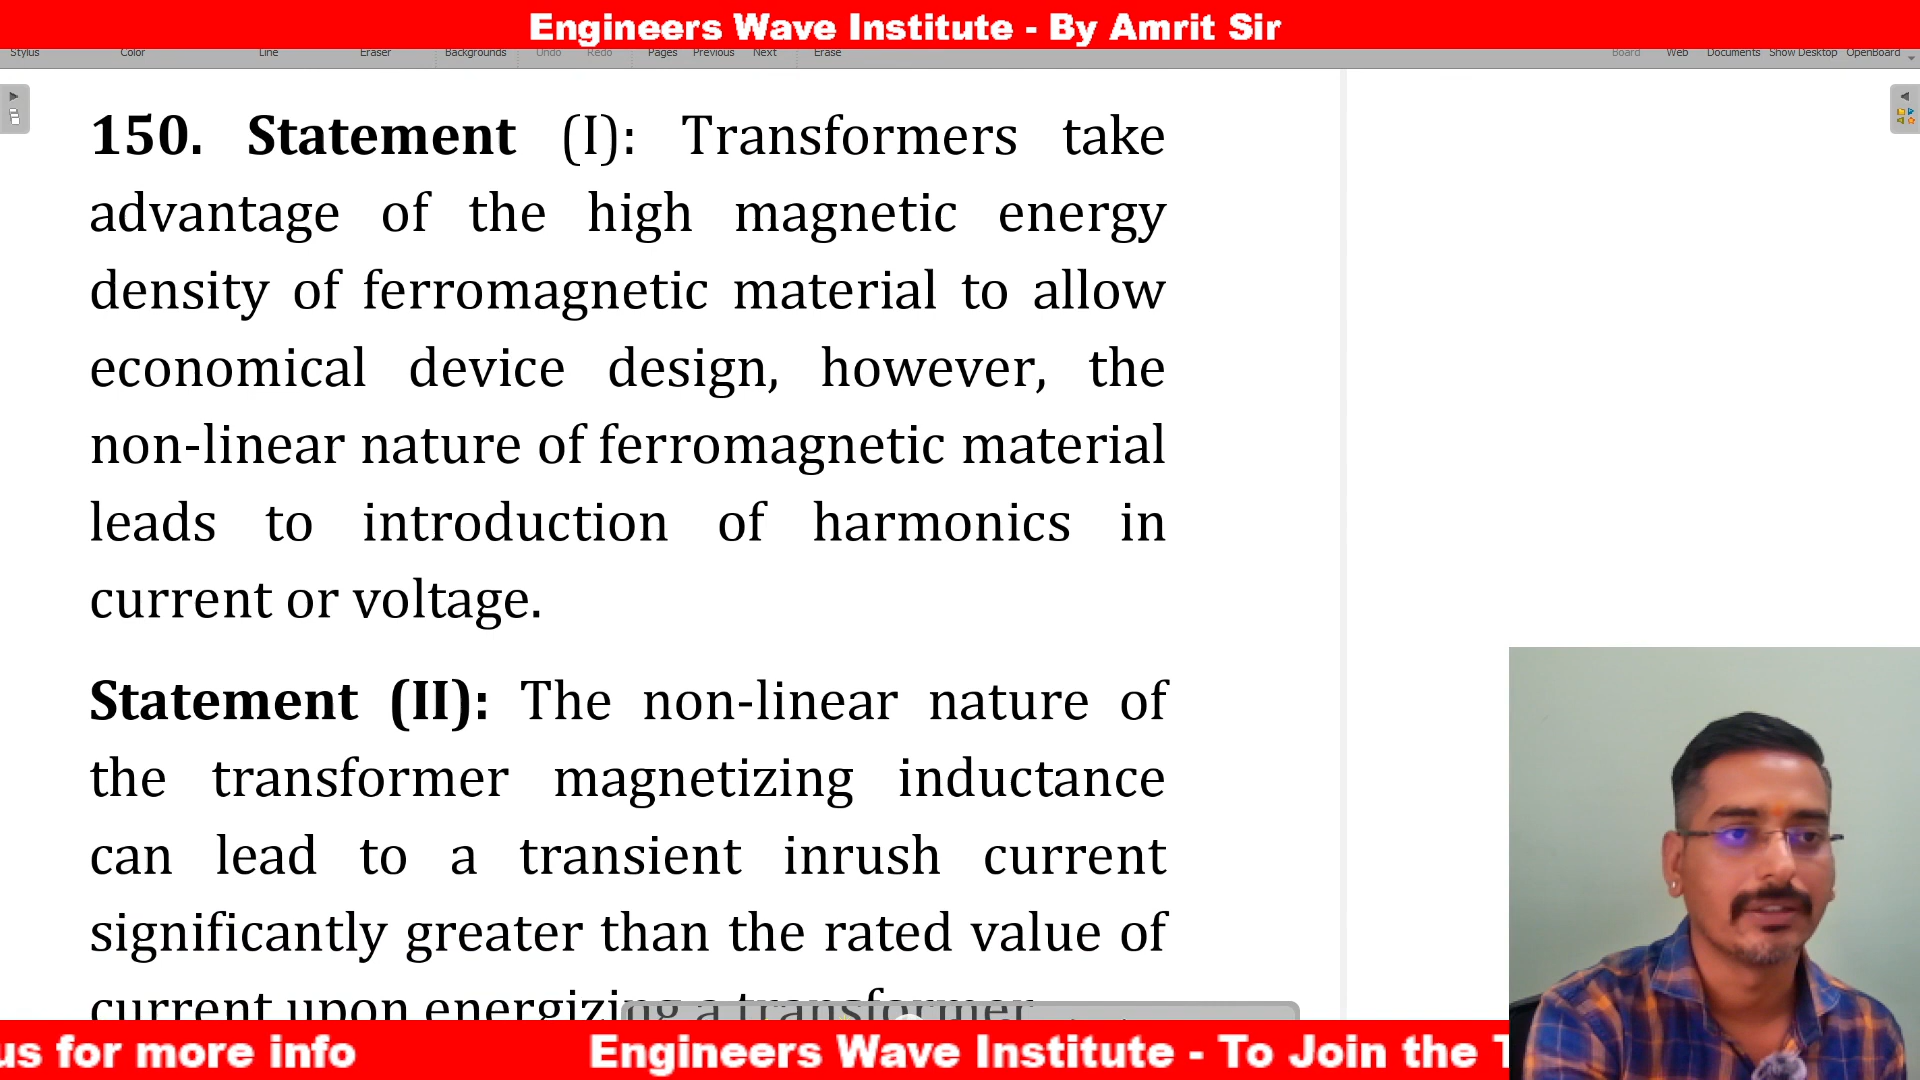 Engineers Wave Institute - By Amrit Sir
Stylus Color Line Eraser Backgrounds Undo Redo Pages Previous Next Erase Board Web Documents Show Desktop OpenBoard
150. Statement (I): Transformers take
advantage of the high magnetic energy
density of ferromagnetic material to allow
economical device design, however, the
non-linear nature of ferromagnetic material
leads to introduction of harmonics in
current or voltage.
Statement (II): The non-linear nature of
the transformer magnetizing inductance
can lead to a transient inrush current
significantly greater than the rated value of
current upon energizing a transformer
us for more info Engineers Wave Institute - To Join the T